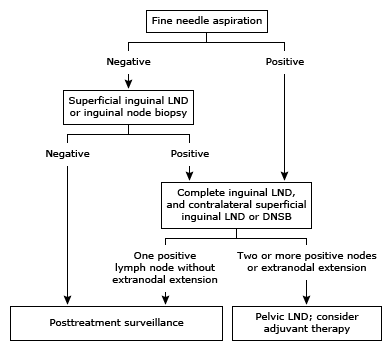 Fine needle aspiration
Negative
Positive
Superficial inguinal LND
or inguinal node biopsy
Negative
Positive
Complete inguinal LND,
and contralateral superficial
inguinal LND or DNSB
One positive
lymph node without
extranodal extension
Two or more positive nodes
or extranodal extension
Posttreatment surveillance
Pelvic LND; consider
adjuvant therapy